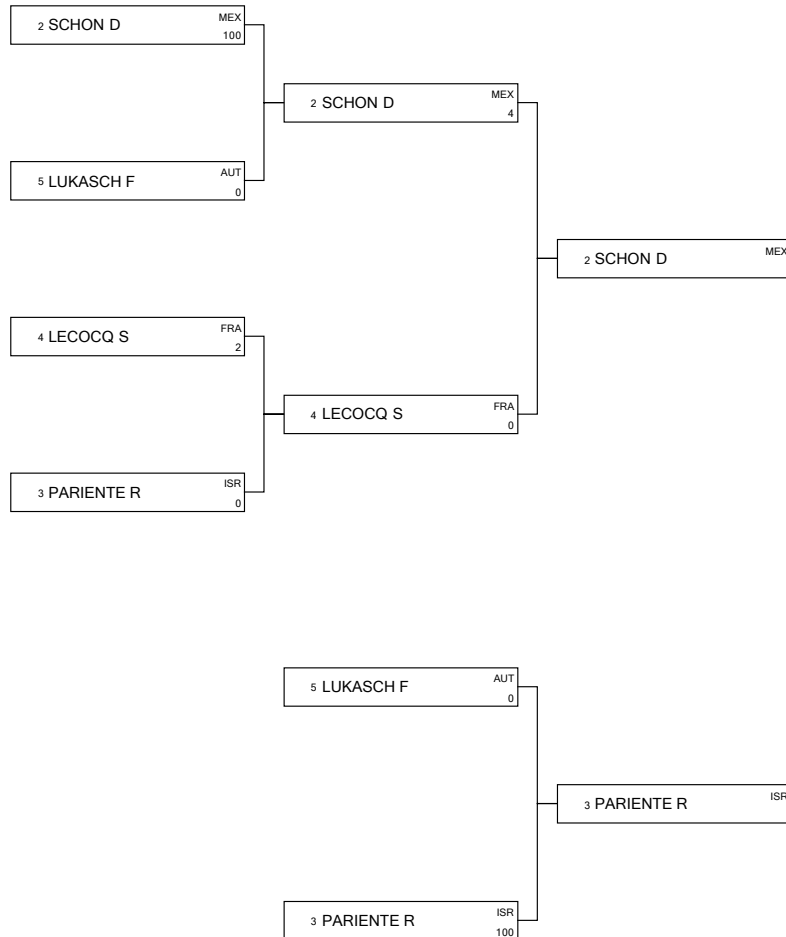 2 SCHON D MEX
100
2 SCHON D MEX
4
5 LUKASCH F AUT
0
2 SCHON D MEX
4 LECOCQ S FRA
2
4 LECOCQ S FRA
0
3 PARIENTE R ISR
0
5 LUKASCH F AUT
0
3 PARIENTE R ISR
3 PARIENTE R ISR
100